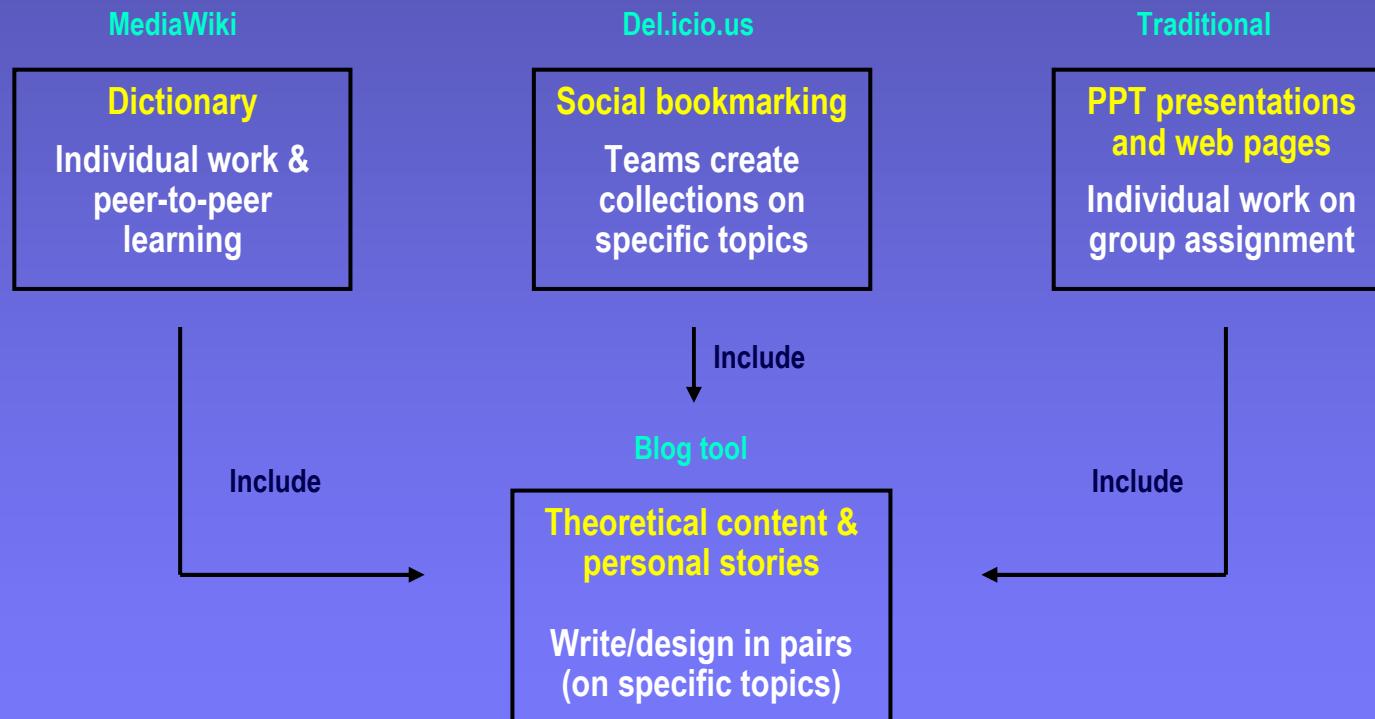 MediaWiki
Dictionary
Individual work &
peer-to-peer
learning
Del.icio.us
Social bookmarking
Teams create
collections on
specific topics
Traditional
PPT presentations
and web pages
Individual work on
group assignment
Include
Include
Include
Blog tool
Theoretical content &
personal stories
Write/design in pairs
(on specific topics)